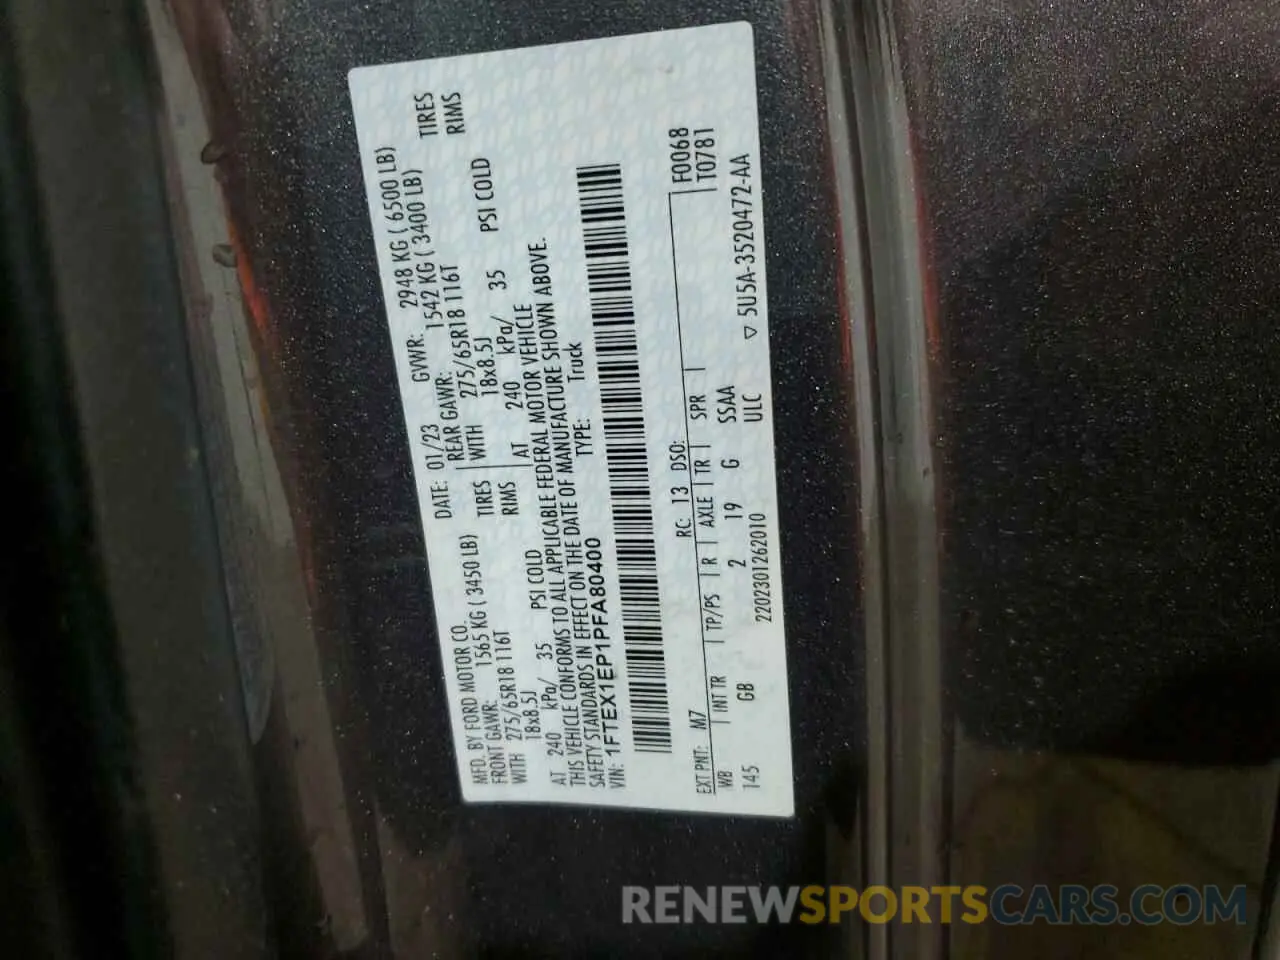 MFD. BY FORD MOTOR CO.
DATE: 01/23 GVWR: 2948 KG ( 6500 LB)
FRONT GAWR: 1565 KG ( 3450 LB) REAR GAWR: 1542 KG ( 3400 LB)
WITH 275/65R18 116T TIRES WITH 275/65R18 116T TIRES
18x8.5J RIMS 18x8.5J RIMS
AT 240 kPa/ 35 PSI COLD AT 240 kPa/ 35 PSI COLD
THIS VEHICLE CONFORMS TO ALL APPLICABLE FEDERAL MOTOR VEHICLE
SAFETY STANDARDS IN EFFECT ON THE DATE OF MANUFACTURE SHOWN ABOVE.
VIN: 1FTEX1EP1PFA80400 TYPE: Truck
F0068
EXT PNT: M7 RC: 13 DSO: T0781
WB INT TR TP/PS R AXLE TR SPR
145 GB 2 19 G SSAA
2202301262010 ULC ▽ 5U5A-3520472-AA
RENEWSPORTSCARS.COM